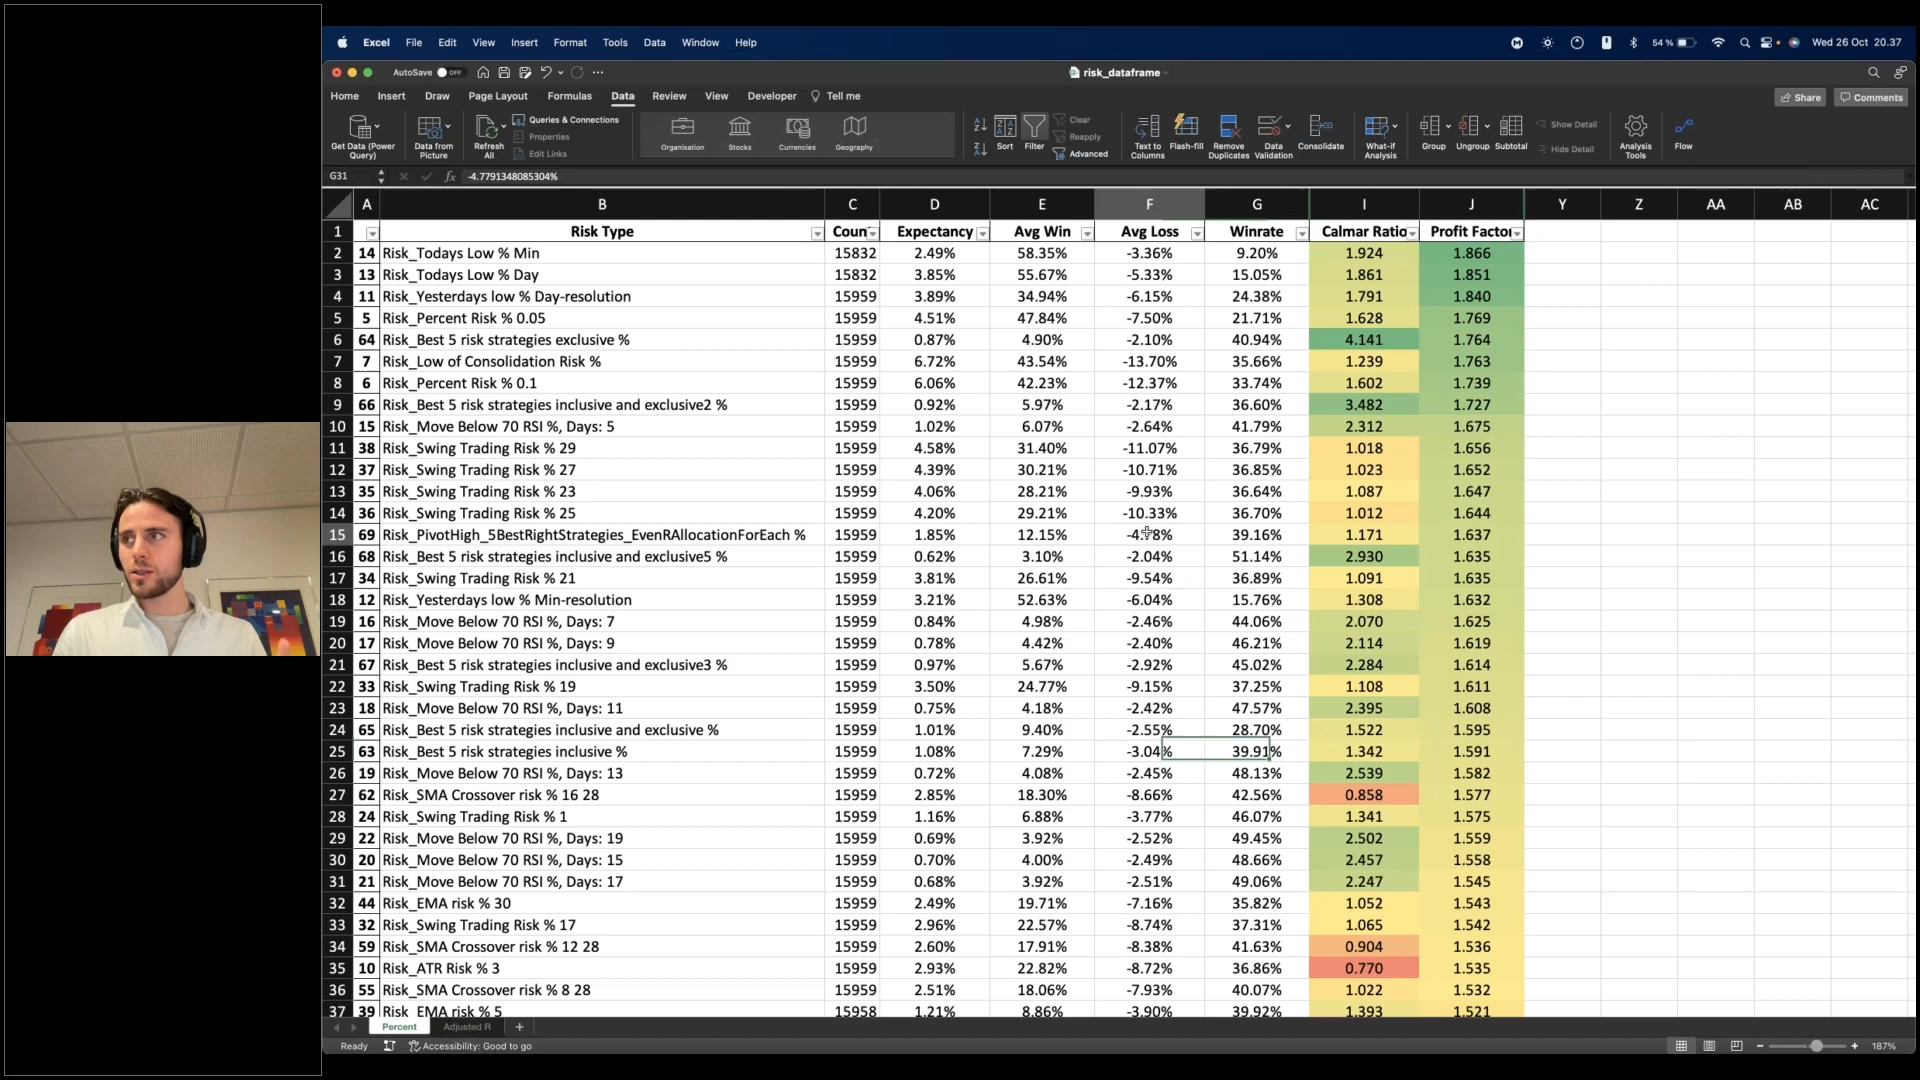 Excel File Edit View Insert Format Tools Data Window Help 54 % Wed 26 Oct 20.37
AutoSave OFF risk_dataframe
Home Insert Draw Page Layout Formulas Data Review View Developer Tell me Share Comments
Get Data (Power Query) Data from Picture Refresh All Queries & Connections Properties Edit Links Organisation Stocks Currencies Geography Sort Filter Clear Reapply Advanced Text to Columns Flash-fill Remove Duplicates Data Validation Consolidate What-if Analysis Group Ungroup Subtotal Show Detail Hide Detail Analysis Tools Flow
G31 fx -4.7791348085304%
A B C D E F G I J Y Z AA AB AC
1 Risk Type Coun Expectancy Avg Win Avg Loss Winrate Calmar Ratio Profit Factor
2 14 Risk_Todays Low % Min 15832 2.49% 58.35% -3.36% 9.20% 1.924 1.866
3 13 Risk_Todays Low % Day 15832 3.85% 55.67% -5.33% 15.05% 1.861 1.851
4 11 Risk_Yesterdays low % Day-resolution 15959 3.89% 34.94% -6.15% 24.38% 1.791 1.840
5 5 Risk_Percent Risk % 0.05 15959 4.51% 47.84% -7.50% 21.71% 1.628 1.769
6 64 Risk_Best 5 risk strategies exclusive % 15959 0.87% 4.90% -2.10% 40.94% 4.141 1.764
7 7 Risk_Low of Consolidation Risk % 15959 6.72% 43.54% -13.70% 35.66% 1.239 1.763
8 6 Risk_Percent Risk % 0.1 15959 6.06% 42.23% -12.37% 33.74% 1.602 1.739
9 66 Risk_Best 5 risk strategies inclusive and exclusive2 % 15959 0.92% 5.97% -2.17% 36.60% 3.482 1.727
10 15 Risk_Move Below 70 RSI %, Days: 5 15959 1.02% 6.07% -2.64% 41.79% 2.312 1.675
11 38 Risk_Swing Trading Risk % 29 15959 4.58% 31.40% -11.07% 36.79% 1.018 1.656
12 37 Risk_Swing Trading Risk % 27 15959 4.39% 30.21% -10.71% 36.85% 1.023 1.652
13 35 Risk_Swing Trading Risk % 23 15959 4.06% 28.21% -9.93% 36.64% 1.087 1.647
14 36 Risk_Swing Trading Risk % 25 15959 4.20% 29.21% -10.33% 36.70% 1.012 1.644
15 69 Risk_PivotHigh_5BestRightStrategies_EvenRAllocationForEach % 15959 1.85% 12.15% 39.16% 1.171 1.637
16 68 Risk_Best 5 risk strategies inclusive and exclusive5 % 15959 0.62% 3.10% -2.04% 51.14% 2.930 1.635
17 34 Risk_Swing Trading Risk % 21 15959 3.81% 26.61% -9.54% 36.89% 1.091 1.635
18 12 Risk_Yesterdays low % Min-resolution 15959 3.21% 52.63% -6.04% 15.76% 1.308 1.632
19 16 Risk_Move Below 70 RSI %, Days: 7 15959 0.84% 4.98% -2.46% 44.06% 2.070 1.625
20 17 Risk_Move Below 70 RSI %, Days: 9 15959 0.78% 4.42% -2.40% 46.21% 2.114 1.619
21 67 Risk_Best 5 risk strategies inclusive and exclusive3 % 15959 0.97% 5.67% -2.92% 45.02% 2.284 1.614
22 33 Risk_Swing Trading Risk % 19 15959 3.50% 24.77% -9.15% 37.25% 1.108 1.611
23 18 Risk_Move Below 70 RSI %, Days: 11 15959 0.75% 4.18% -2.42% 47.57% 2.395 1.608
24 65 Risk_Best 5 risk strategies inclusive and exclusive % 15959 1.01% 9.40% -2.55% 28.70% 1.522 1.595
25 63 Risk_Best 5 risk strategies inclusive % 15959 1.08% 7.29% -3.04% 39.91% 1.342 1.591
26 19 Risk_Move Below 70 RSI %, Days: 13 15959 0.72% 4.08% -2.45% 48.13% 2.539 1.582
27 62 Risk_SMA Crossover risk % 16 28 15959 2.85% 18.30% -8.66% 42.56% 0.858 1.577
28 24 Risk_Swing Trading Risk % 1 15959 1.16% 6.88% -3.77% 46.07% 1.341 1.575
29 22 Risk_Move Below 70 RSI %, Days: 19 15959 0.69% 3.92% -2.52% 49.45% 2.502 1.559
30 20 Risk_Move Below 70 RSI %, Days: 15 15959 0.70% 4.00% -2.49% 48.66% 2.457 1.558
31 21 Risk_Move Below 70 RSI %, Days: 17 15959 0.68% 3.92% -2.51% 49.06% 2.247 1.545
32 44 Risk_EMA risk % 30 15959 2.49% 19.71% -7.16% 35.82% 1.052 1.543
33 32 Risk_Swing Trading Risk % 17 15959 2.96% 22.57% -8.74% 37.31% 1.065 1.542
34 59 Risk_SMA Crossover risk % 12 28 15959 2.60% 17.91% -8.38% 41.63% 0.904 1.536
35 10 Risk_ATR Risk % 3 15959 2.93% 22.82% -8.72% 36.86% 0.770 1.535
36 55 Risk_SMA Crossover risk % 8 28 15959 2.51% 18.06% -7.93% 40.07% 1.022 1.532
37 39 Risk_EMA risk % 5 15958 1.21% 8.86% -3.90% 39.92% 1.393 1.521
Percent Adjusted R +
Ready Accessibility: Good to go 187%